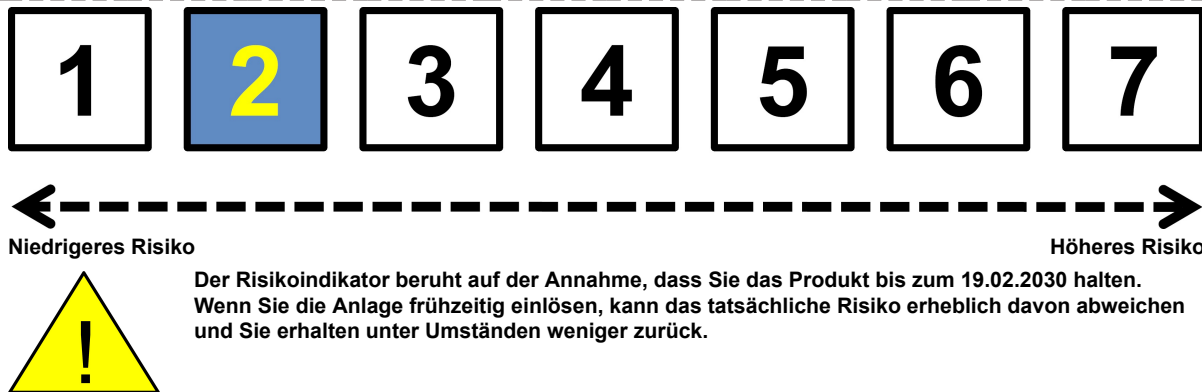 1 2 3 4 5 6 7
Niedrigeres Risiko Höheres Risiko
Der Risikoindikator beruht auf der Annahme, dass Sie das Produkt bis zum 19.02.2030 halten.
Wenn Sie die Anlage frühzeitig einlösen, kann das tatsächliche Risiko erheblich davon abweichen
und Sie erhalten unter Umständen weniger zurück.
!